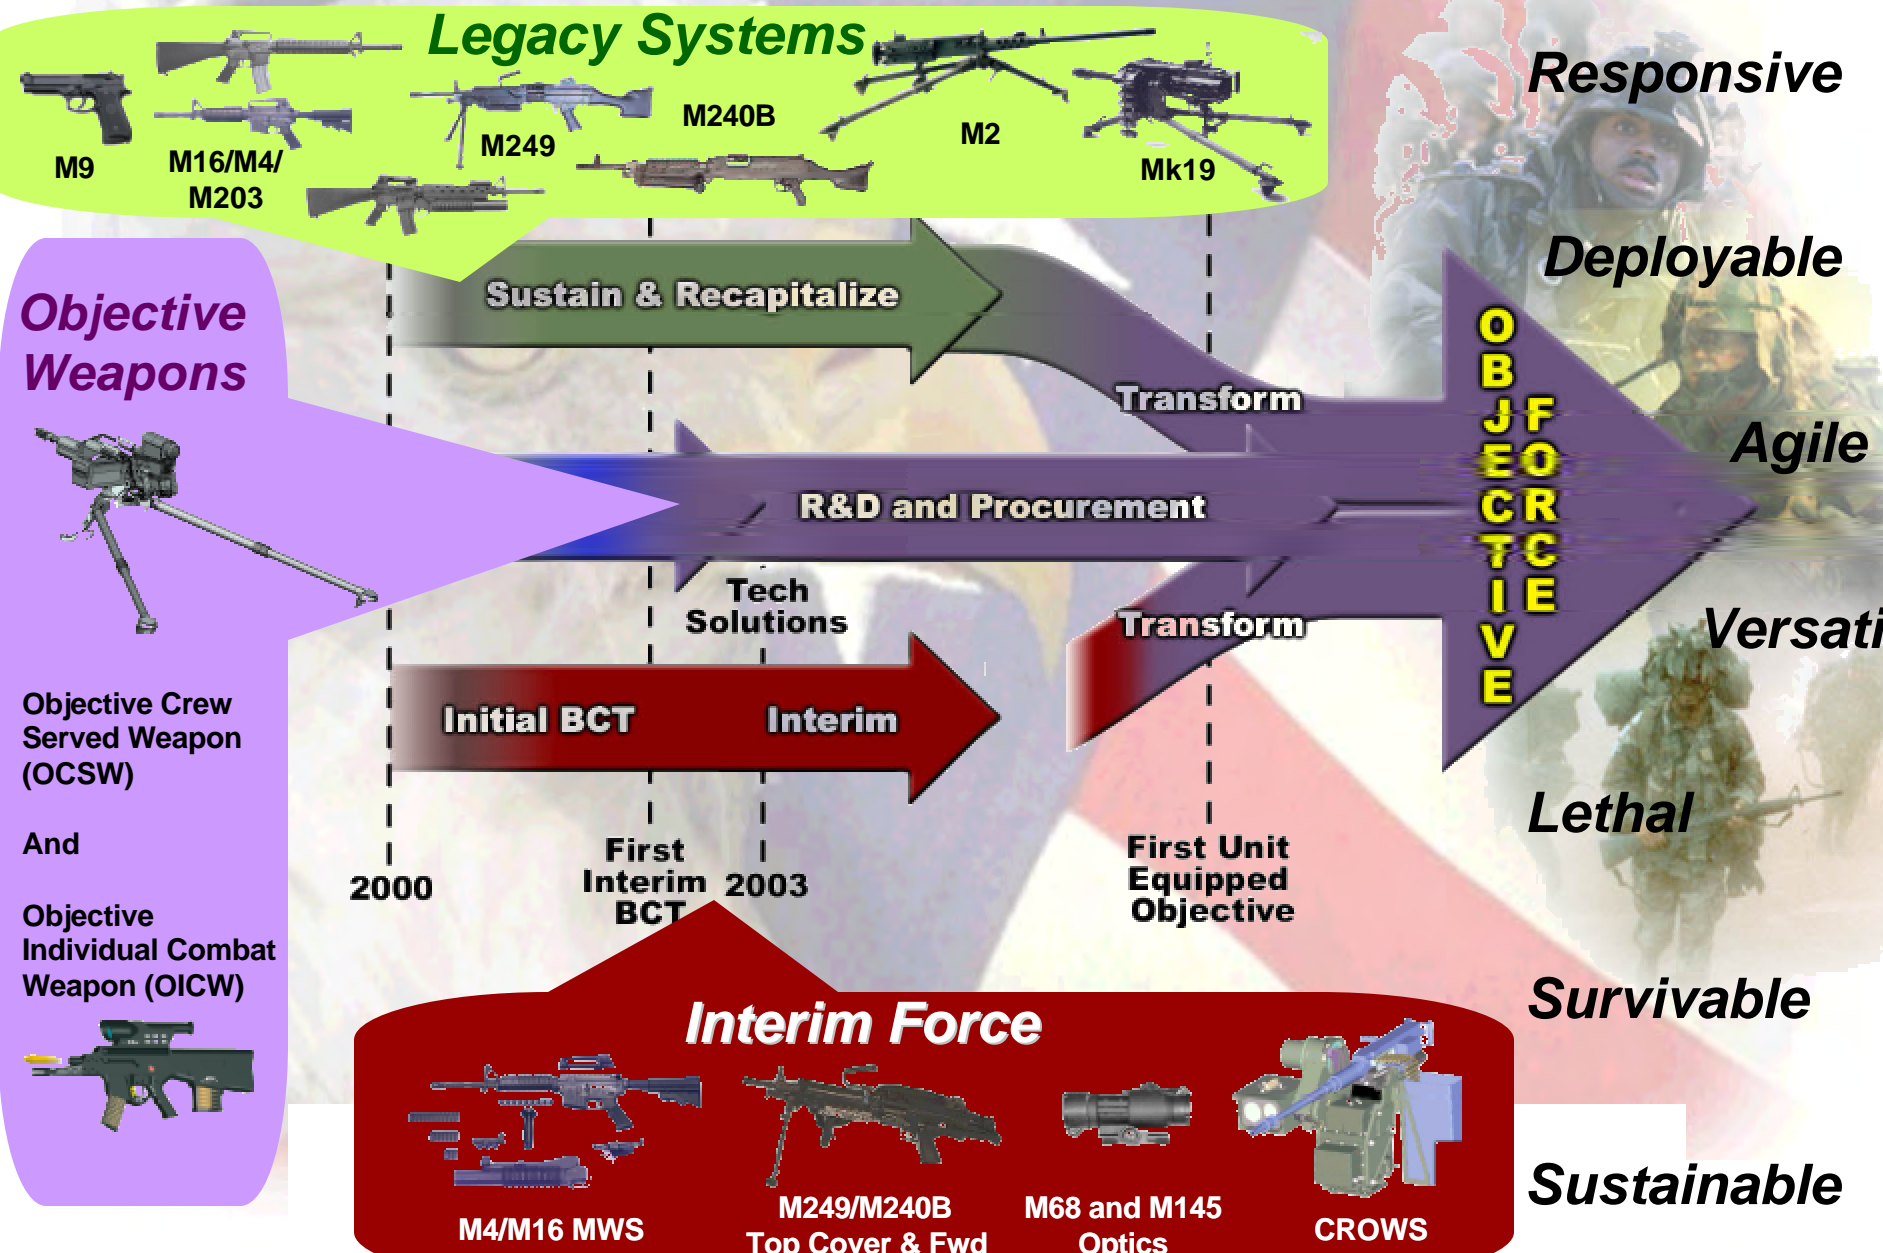 Legacy Systems
M9
M16/M4/
M203
M249
M240B
M2
Mk19
Responsive
Deployable
Agile
Versati
Lethal
Survivable
Sustainable
Objective
Weapons
Objective Crew
Served Weapon
(OCSW)
And
Objective
Individual Combat
Weapon (OICW)
Sustain & Recapitalize
Transform
R&D and Procurement
OBJECTIVE
FORCE
Tech
Solutions
Transform
Initial BCT
Interim
2000
First
Interim
BCT
2003
First Unit
Equipped
Objective
Interim Force
M4/M16 MWS
M249/M240B
Top Cover & Fwd
M68 and M145
Optics
CROWS